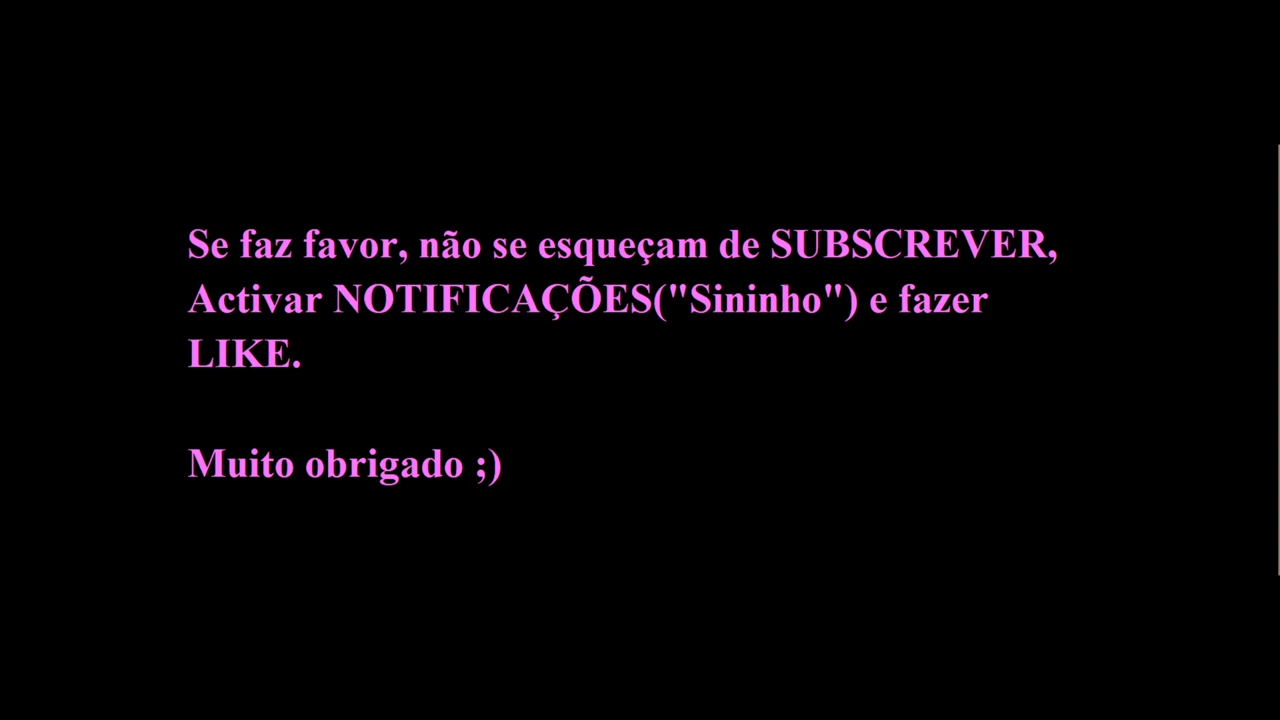 Se faz favor, não se esqueçam de SUBSCREVER,
Activar NOTIFICAÇÕES("Sininho") e fazer
LIKE.
Muito obrigado ;)